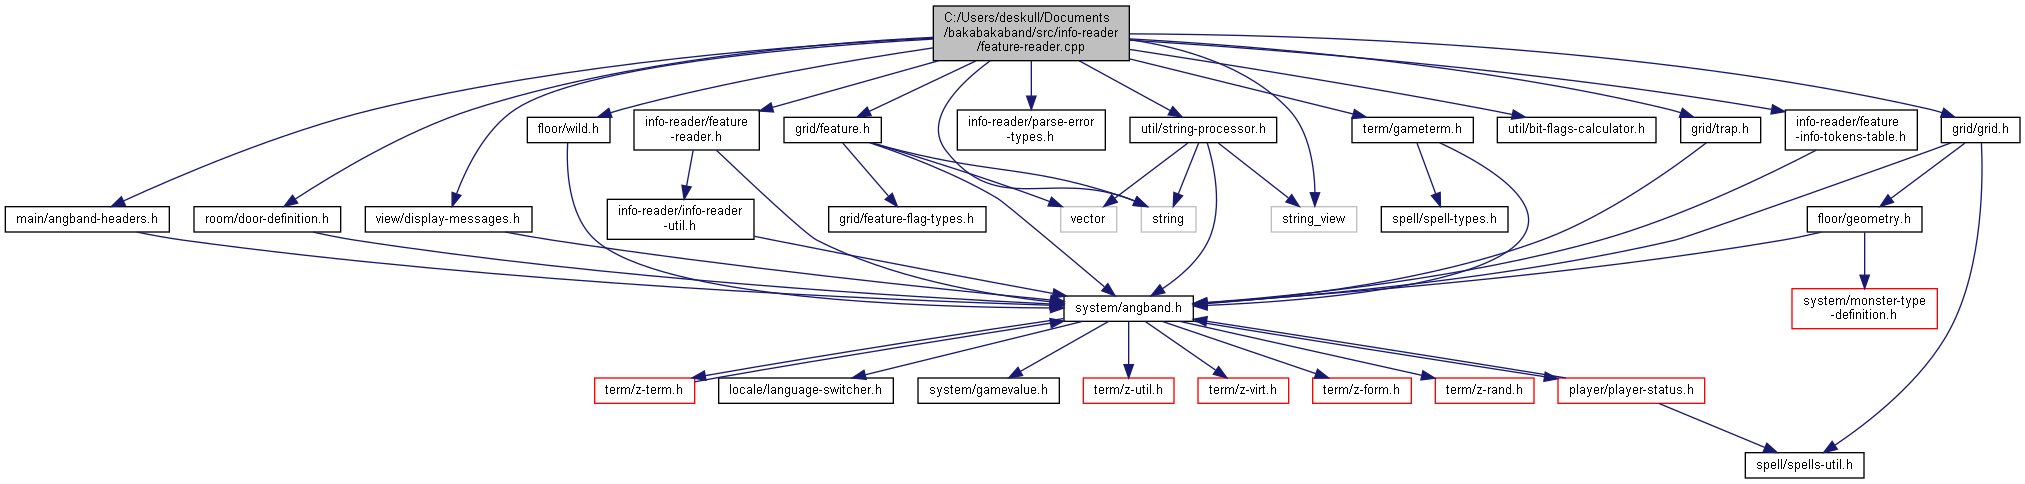 C:/Users/deskull/Documents
/bakabakaband/src/info-reader
/feature-reader.cpp
floor/wild.h
info-reader/feature
-reader.h
grid/feature.h
info-reader/parse-error
-types.h
util/string-processor.h
term/gameterm.h
util/bit-flags-calculator.h
grid/trap.h
info-reader/feature
-info-tokens-table.h
grid/grid.h
main/angband-headers.h
room/door-definition.h
view/display-messages.h
info-reader/info-reader
-util.h
grid/feature-flag-types.h
vector
string
string_view
spell/spell-types.h
floor/geometry.h
system/angband.h
system/monster-type
-definition.h
term/z-term.h
locale/language-switcher.h
system/gamevalue.h
term/z-util.h
term/z-virt.h
term/z-form.h
term/z-rand.h
player/player-status.h
spell/spells-util.h